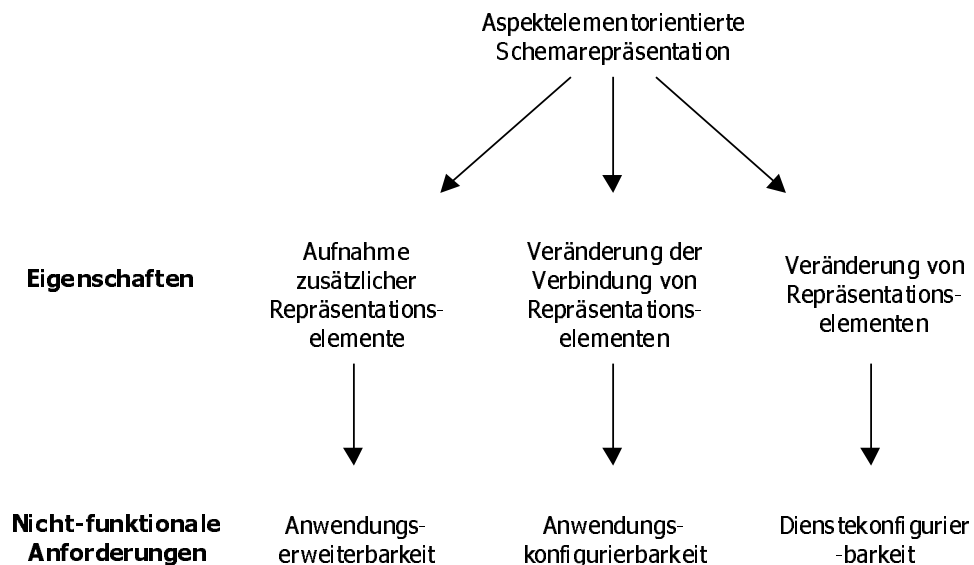 Aspektelementorientierte
Schemarepräsentation
Eigenschaften
Aufnahme
zusätzlicher
Repräsentations-
elemente
Veränderung der
Verbindung von
Repräsentations-
elementen
Veränderung von
Repräsentations-
elementen
Nicht-funktionale
Anforderungen
Anwendungs-
erweiterbarkeit
Anwendungs-
konfigurierbarkeit
Dienstekonfigurier
-barkeit